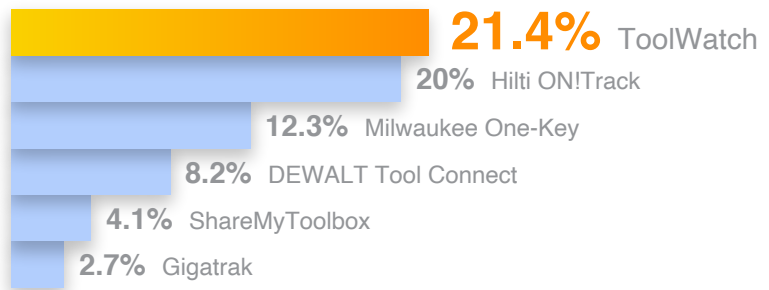 21.4% ToolWatch
20% Hilti ON!Track
12.3% Milwaukee One-Key
8.2% DEWALT Tool Connect
4.1% ShareMyToolbox
2.7% Gigatrak